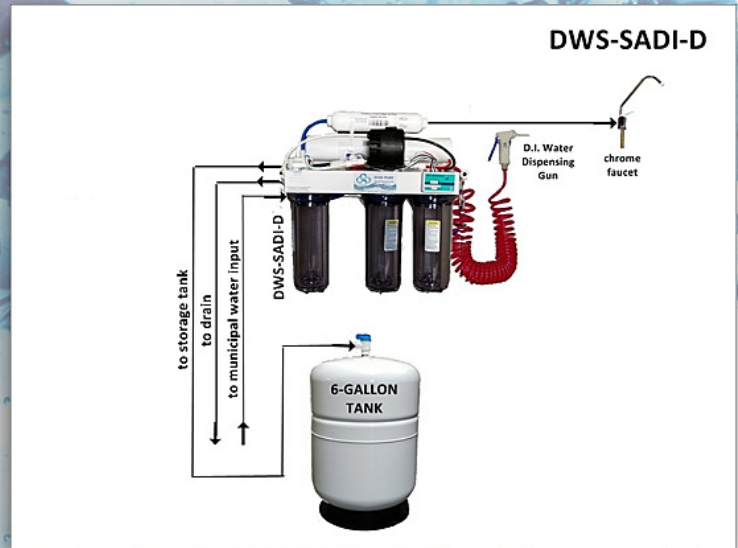 DWS-SADI-D
D.I. Water
Dispensing
Gun
chrome
faucet
DWS-SADI-D
to storage tank
to drain
to municipal water input
6-GALLON
TANK